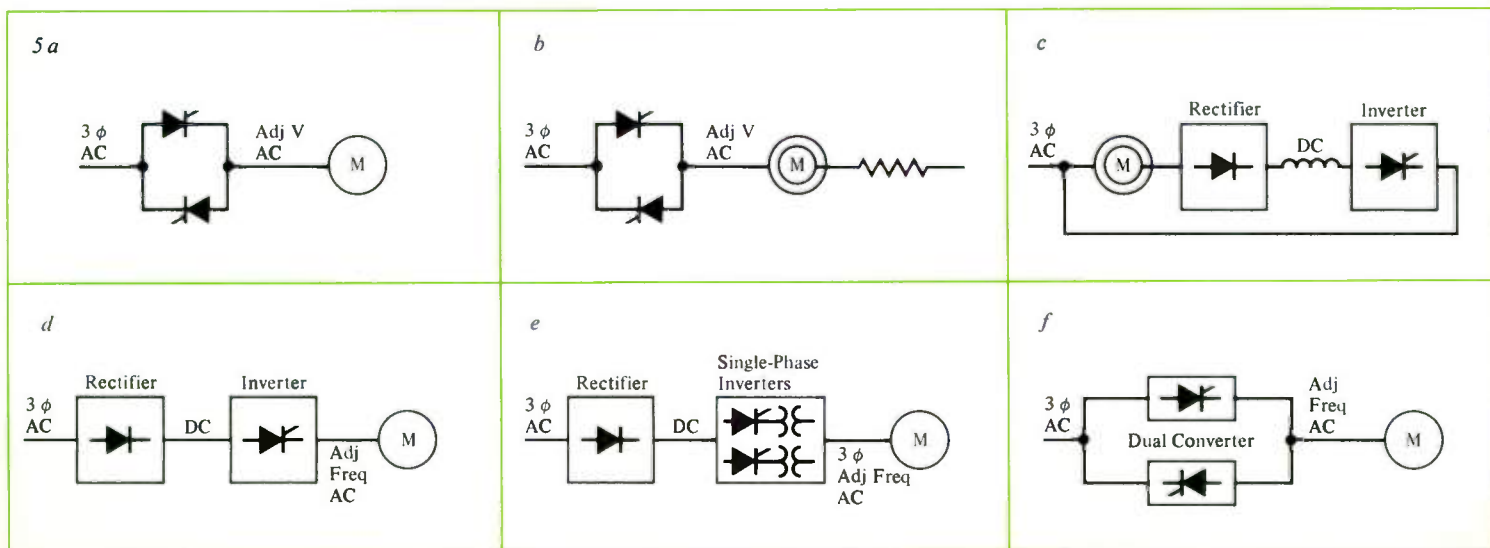 5a
3 ϕ
AC
Adj V
AC
M
b
3 ϕ
AC
Adj V
AC
M
c
3 ϕ
AC
M
Rectifier
DC
Inverter
d
3 ϕ
AC
Rectifier
DC
Inverter
Adj
Freq
AC
M
e
3 ϕ
AC
Rectifier
DC
Single-Phase
Inverters
3 ϕ
Adj Freq
AC
M
f
3 ϕ
AC
Dual Converter
Adj
Freq
AC
M